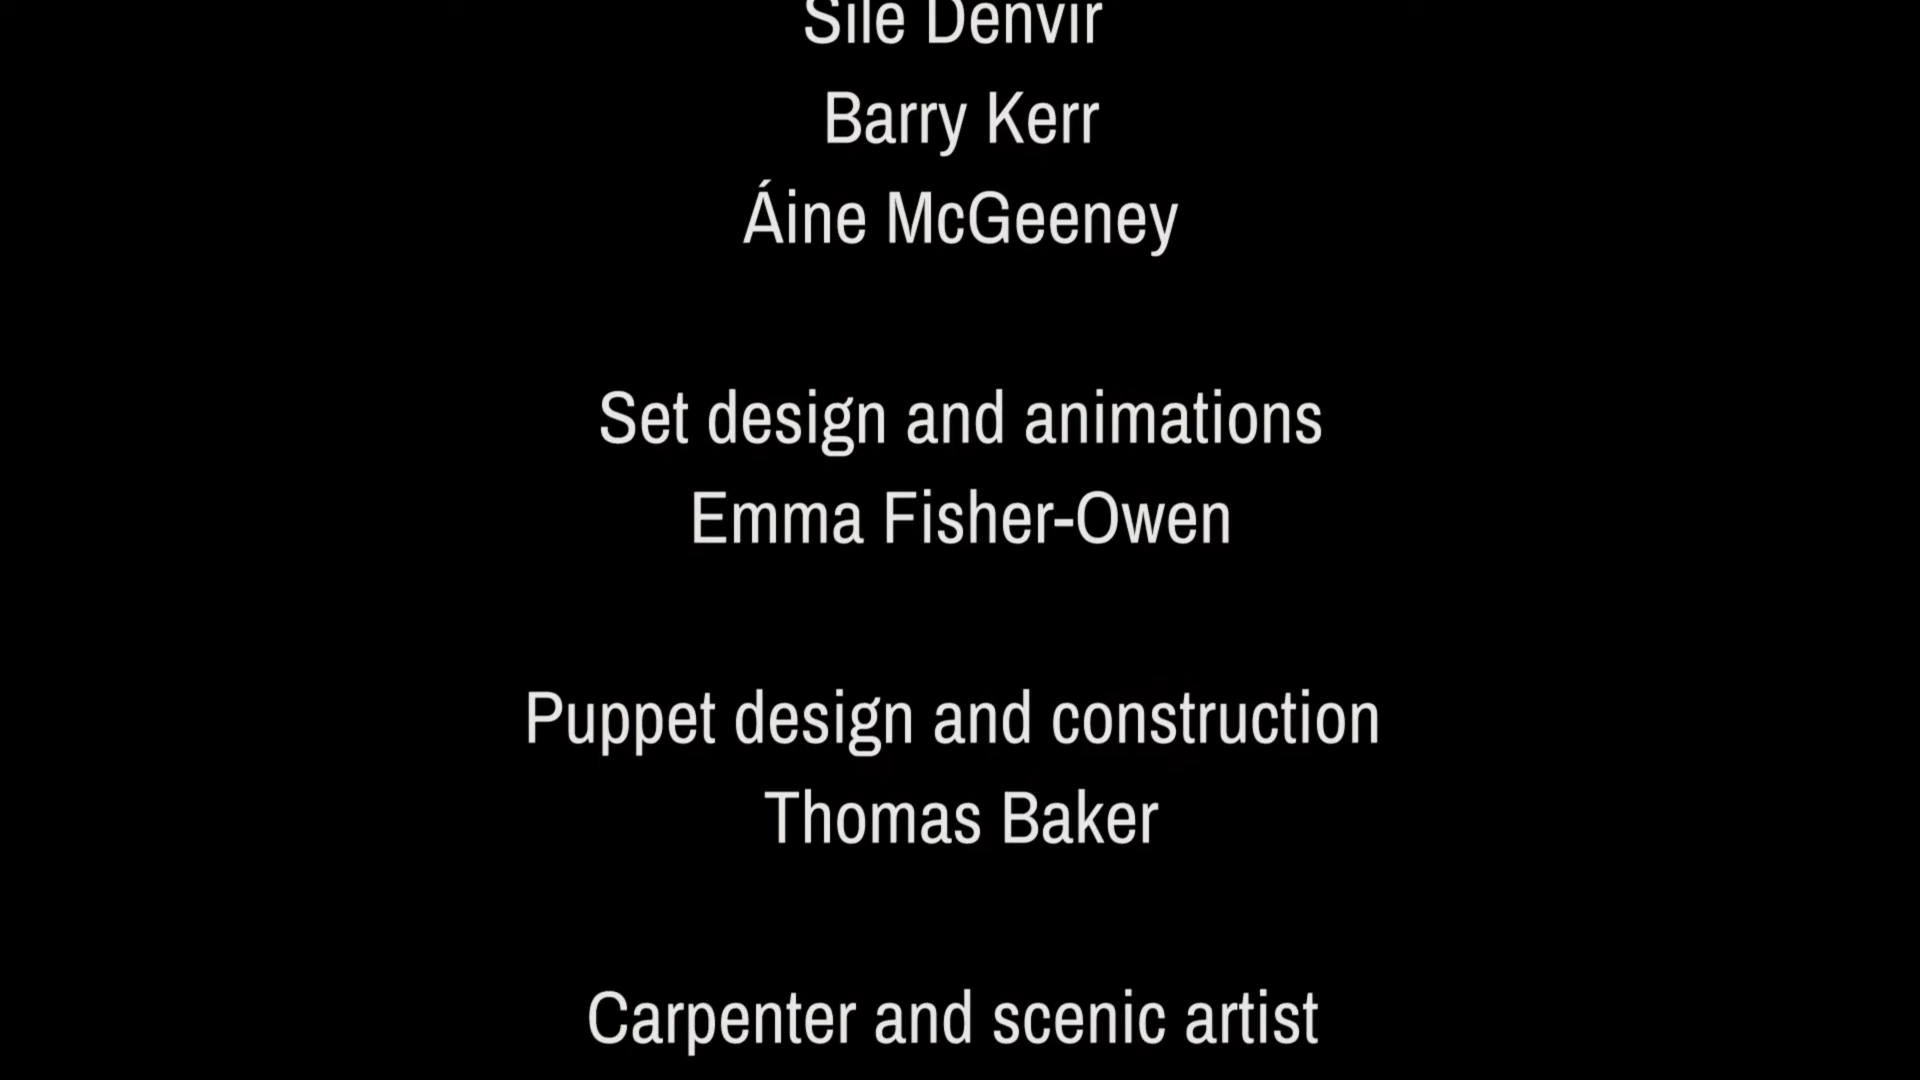 Síle Denvir
Barry Kerr
Áine McGeeney
Set design and animations
Emma Fisher-Owen
Puppet design and construction
Thomas Baker
Carpenter and scenic artist